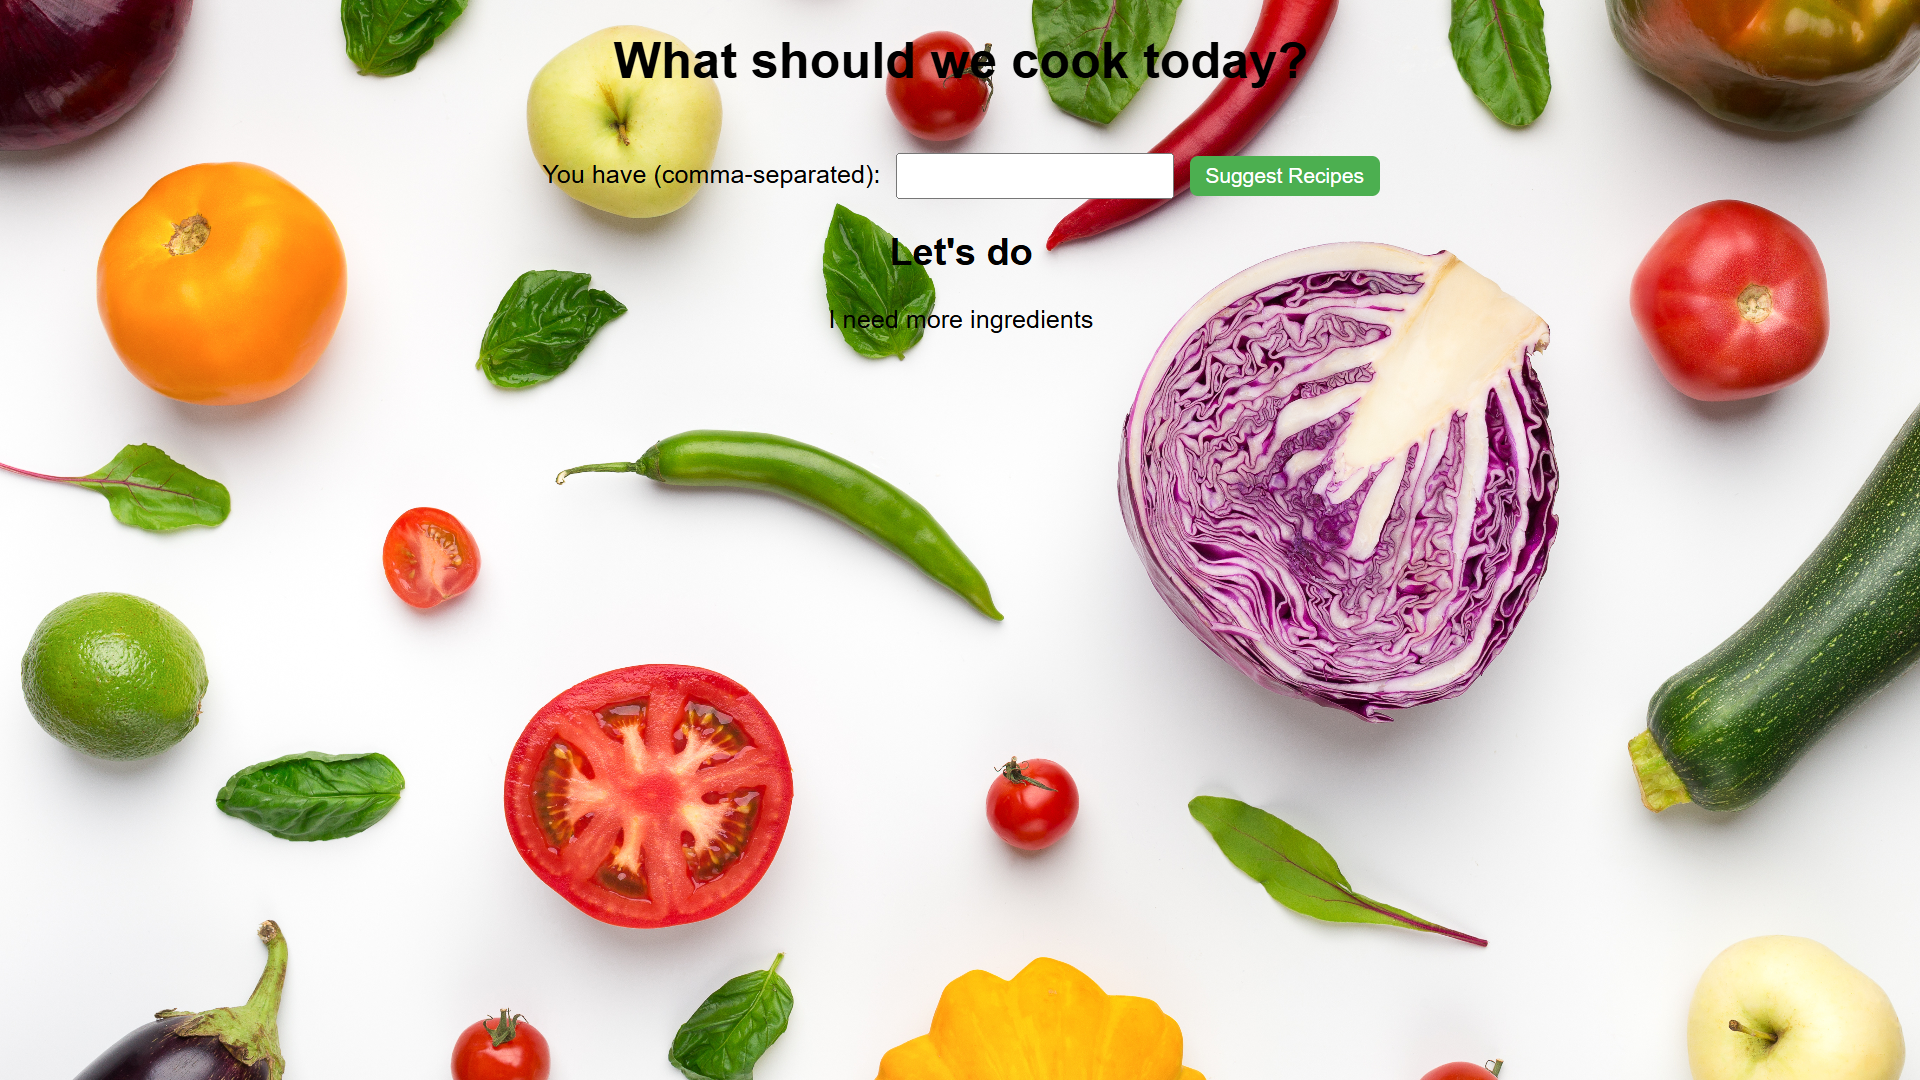 What should we cook today?
You have (comma-separated): Suggest Recipes
Let's do
I need more ingredients